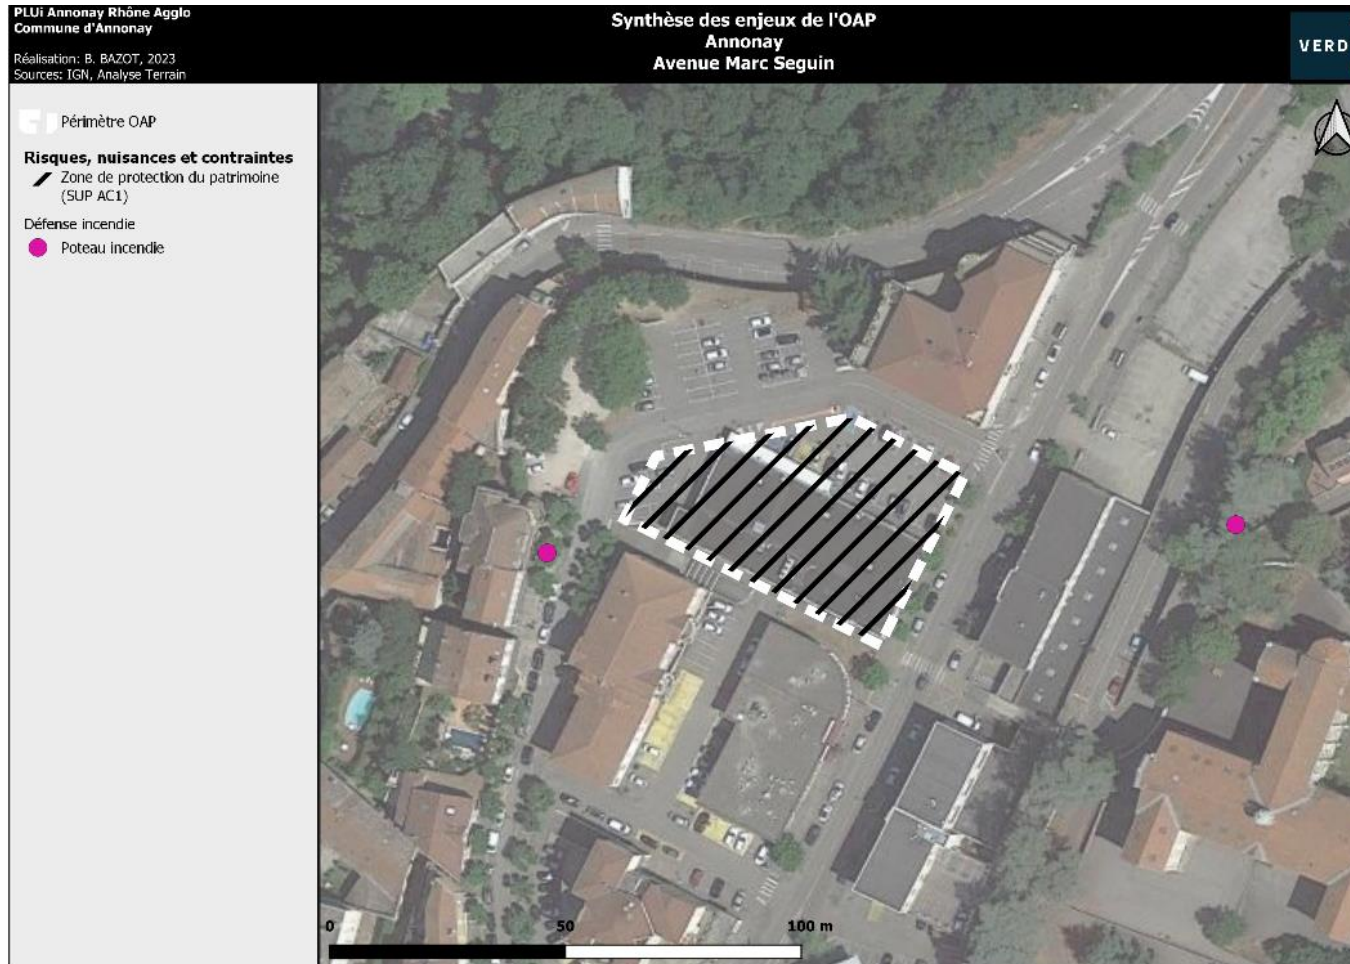 PLUi Annonay Rhône Agglo
Commune d'Annonay
Réalisation: B. BAZOT, 2023
Sources: IGN, Analyse Terrain
Synthèse des enjeux de l'OAP
Annonay
Avenue Marc Seguin
VERD
Périmètre OAP
Risques, nuisances et contraintes
Zone de protection du patrimoine
(SUP AC1)
Défense incendie
Poteau incendie
0 50 100 m